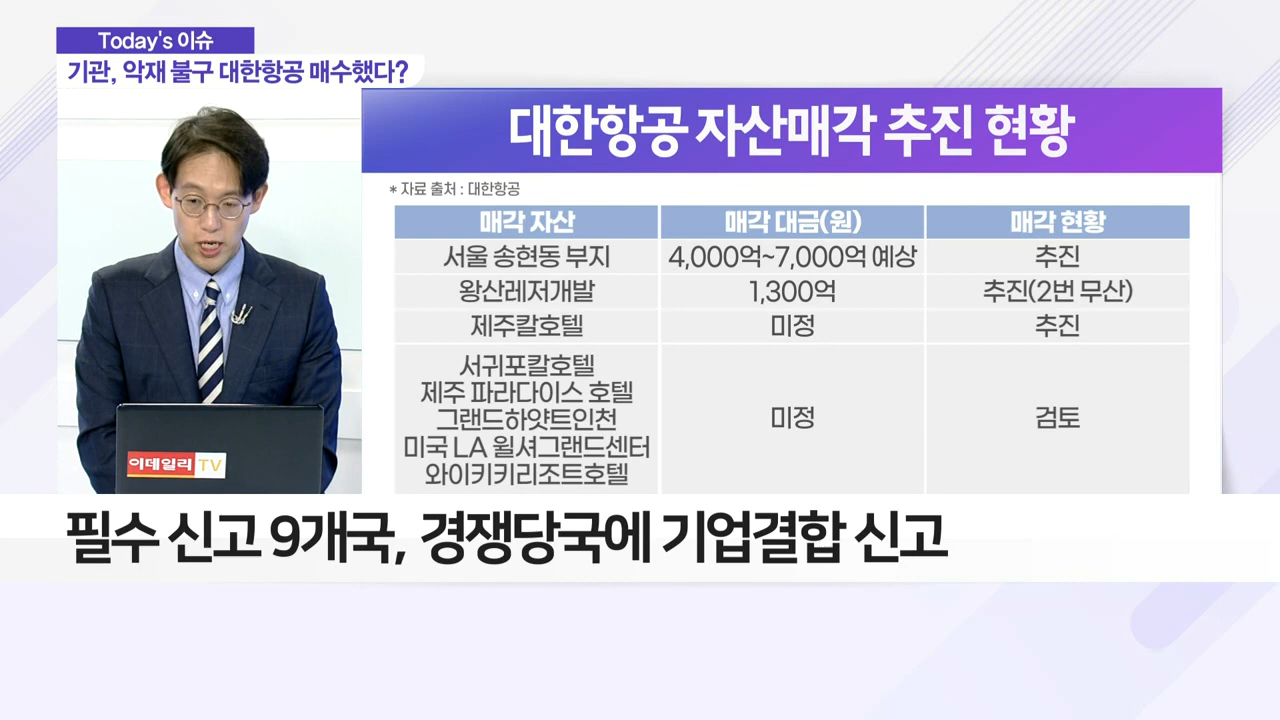 Today's 이슈
기관, 악재 불구 대한항공 매수했다?
대한항공 자산매각 추진 현황
* 자료 출처 : 대한항공
매각 자산 매각 대금(원) 매각 현황
서울 송현동 부지 4,000억~7,000억 예상 추진
왕산레저개발 1,300억 추진(2번 무산)
제주칼호텔 미정 추진
서귀포칼호텔
제주 파라다이스 호텔
그랜드하얏트인천
미국 LA 윌셔그랜드센터
와이키키리조트호텔
미정 검토
이데일리 TV
필수 신고 9개국, 경쟁당국에 기업결합 신고